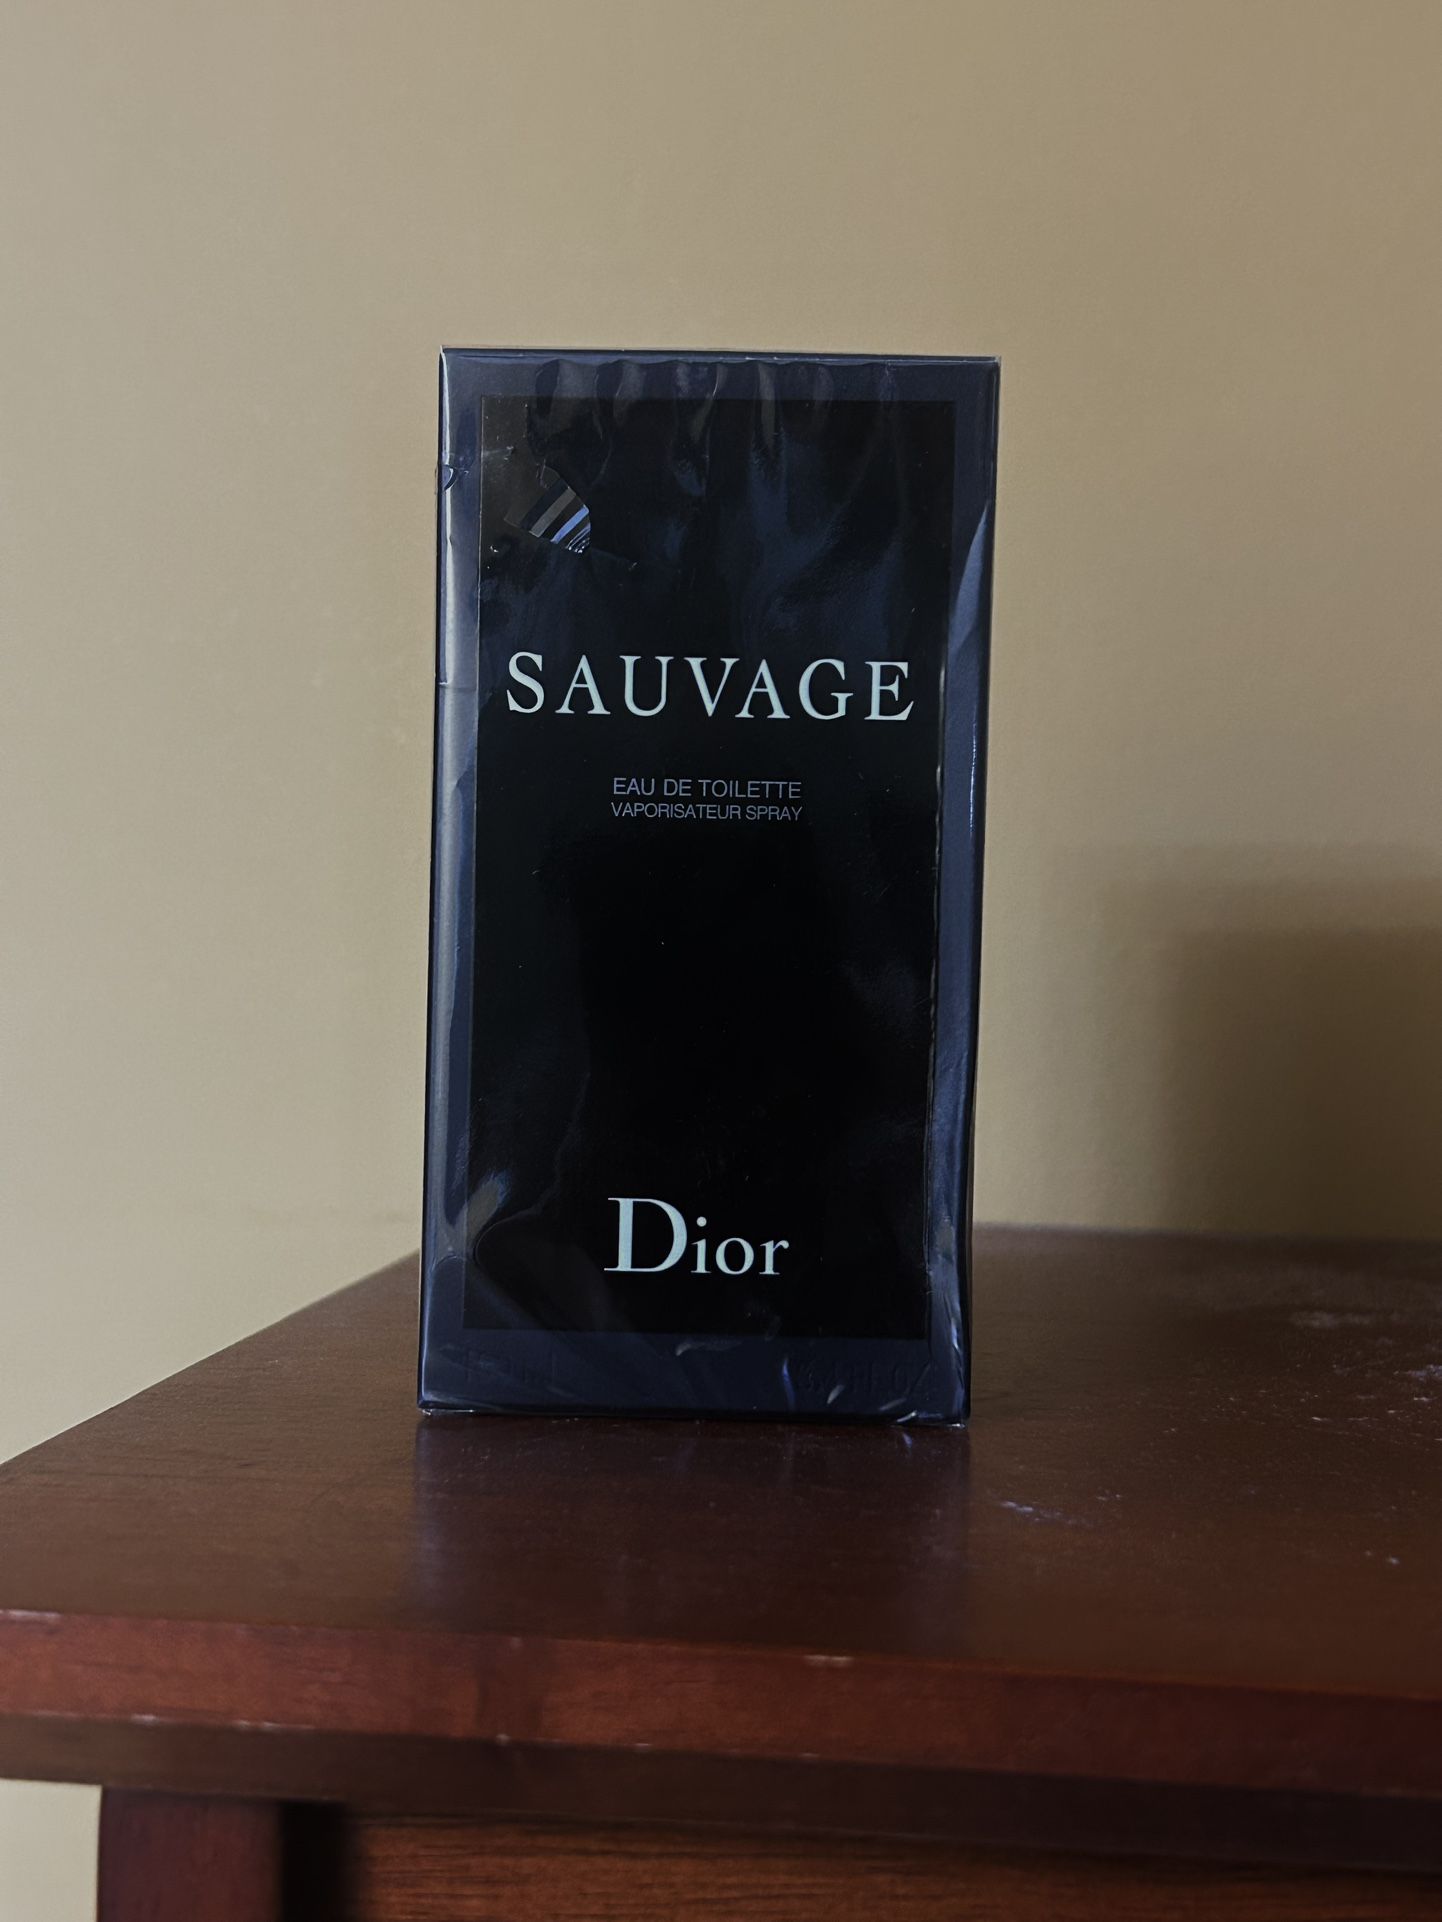 SAUVAGE
EAU DE TOILETTE
VAPORISATEUR SPRAY
Dior